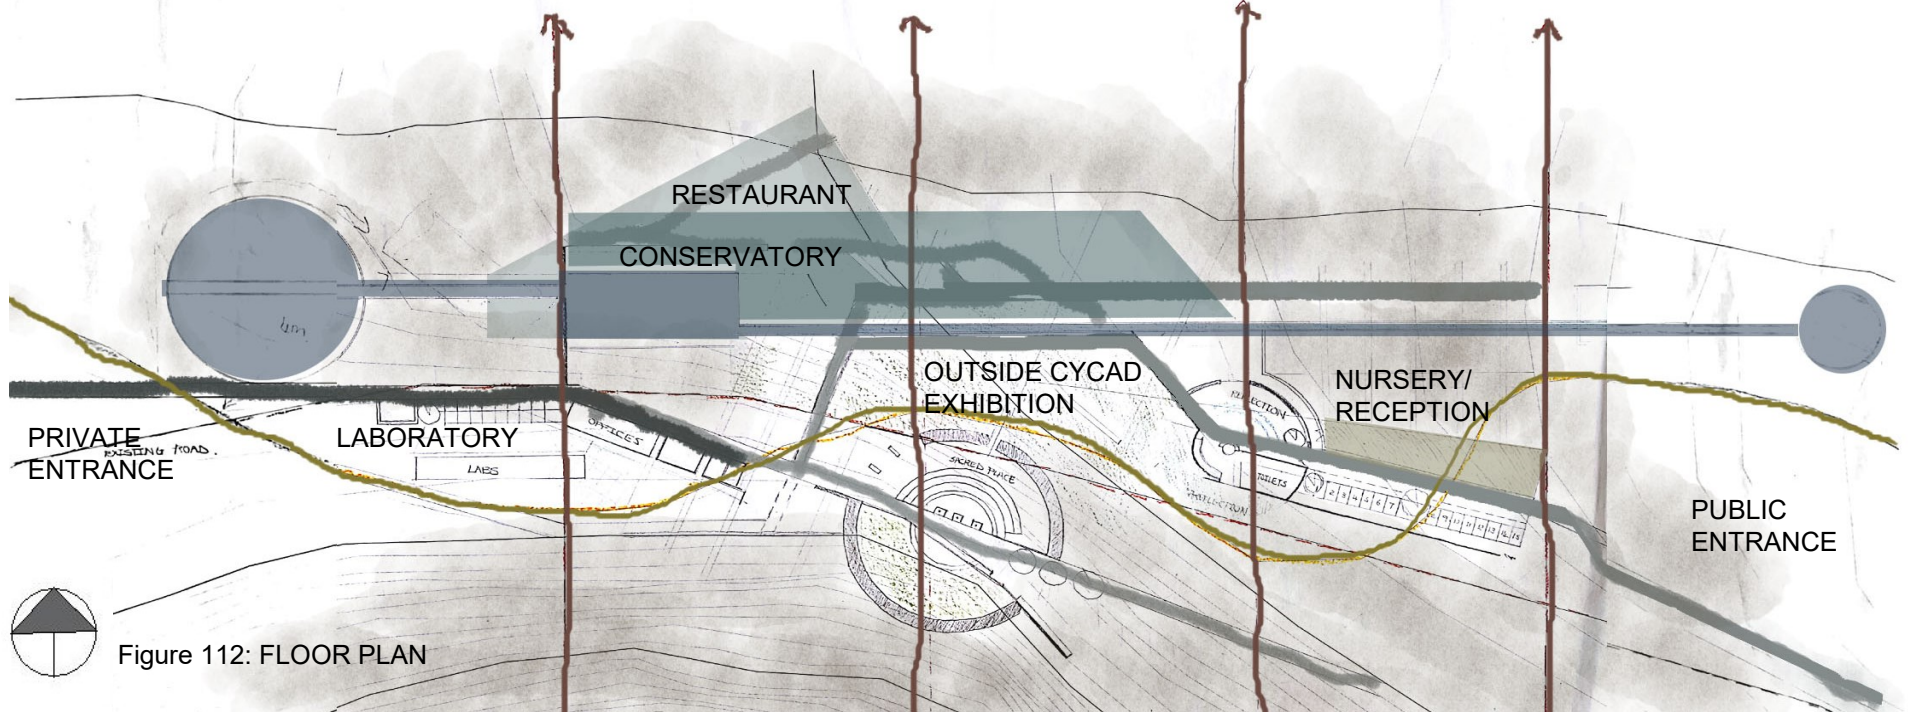 RESTAURANT
CONSERVATORY
4m
OUTSIDE CYCAD
EXHIBITION
NURSERY/
RECEPTION
PRIVATE
ENTRANCE
EXISTING ROAD.
LABORATORY
OFFICES
LABS
SACRED PLACE
REFLECTION
TOILETS
PUBLIC
ENTRANCE
Figure 112: FLOOR PLAN